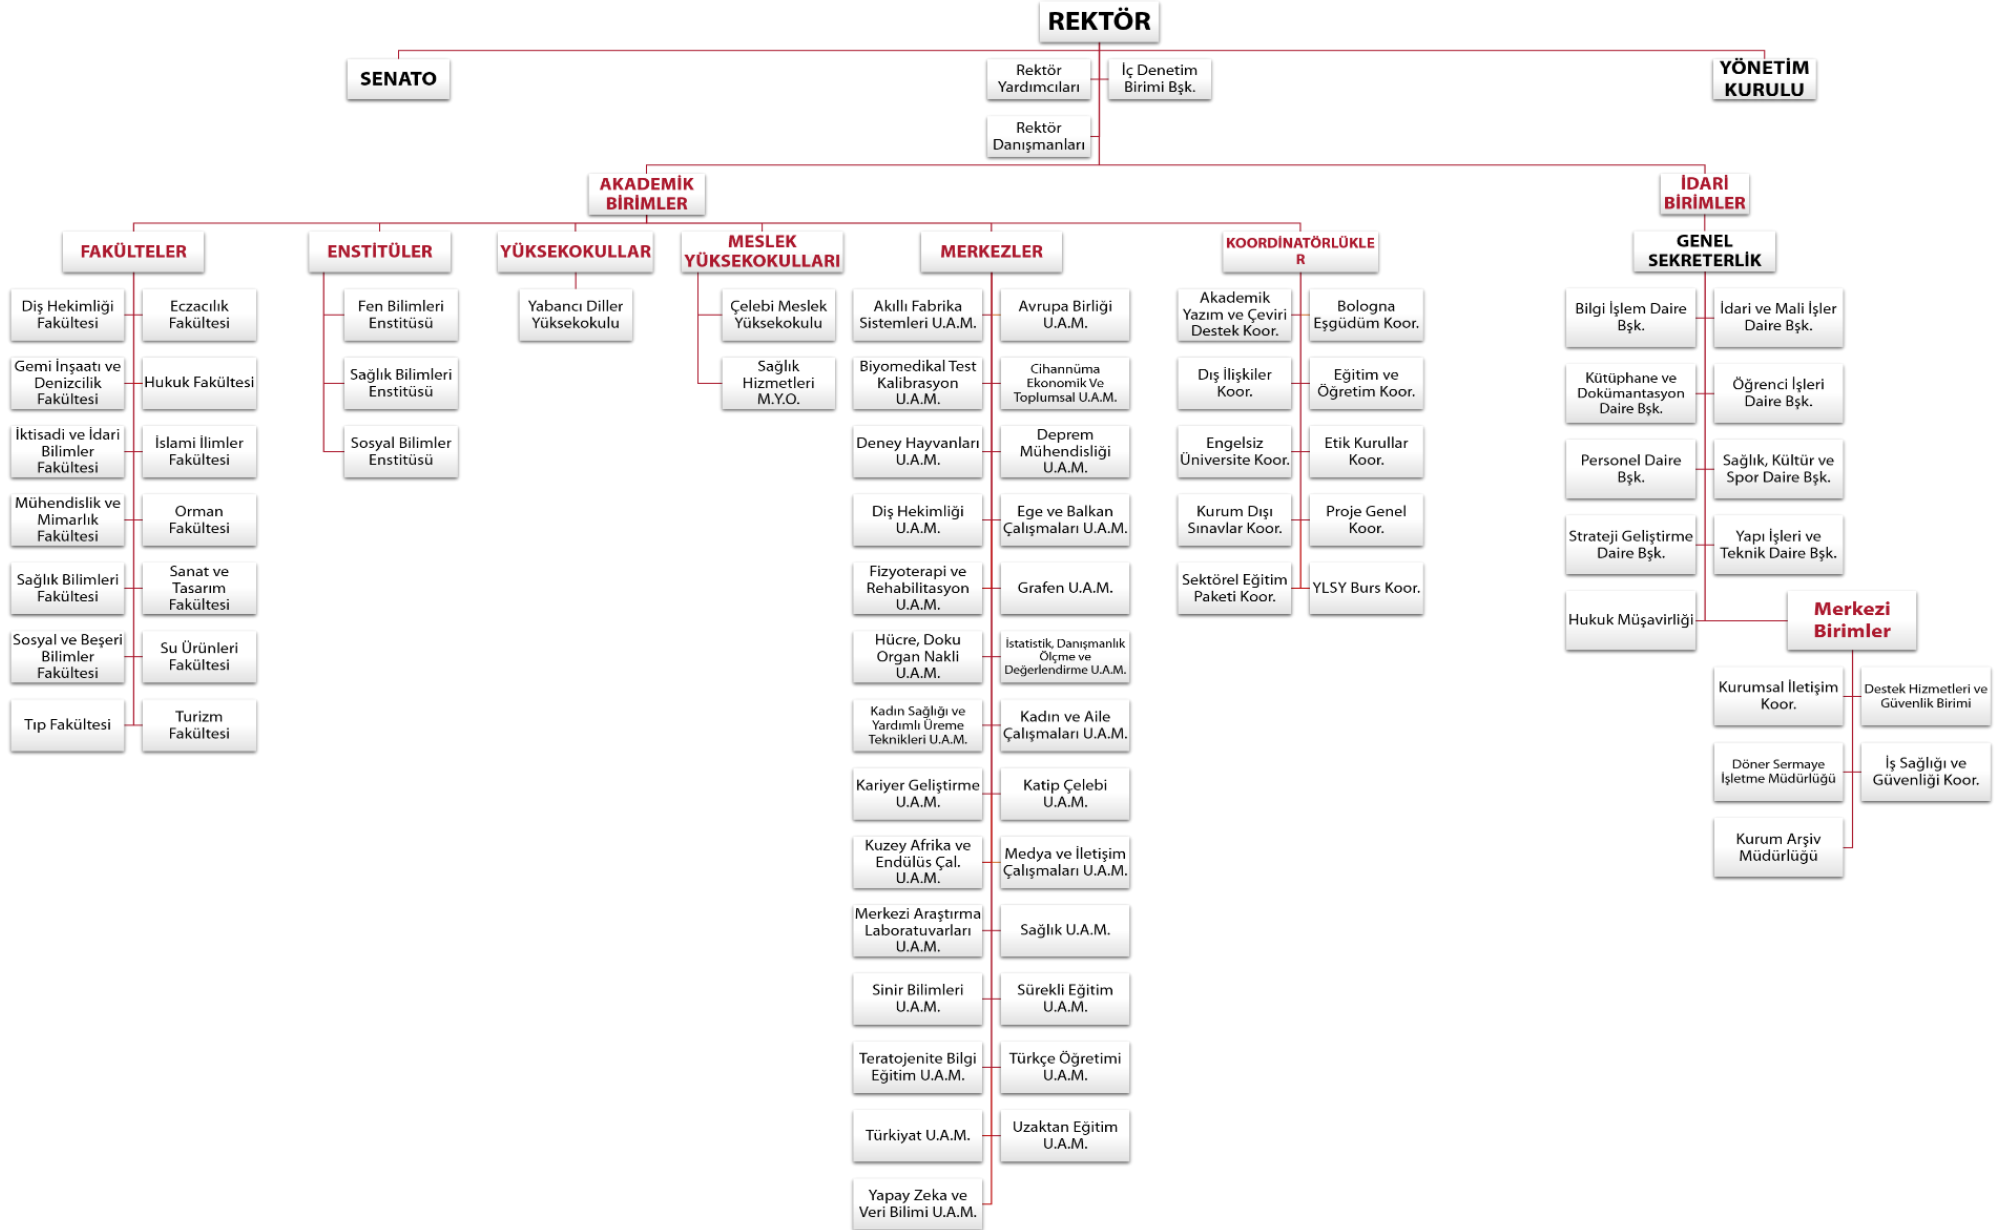 REKTÖR
SENATO
Rektör
Yardımcıları
İç Denetim
Birimi Bşk.
YÖNETİM
KURULU
Rektör
Danışmanları
AKADEMİK
BİRİMLER
İDARİ
BİRİMLER
FAKÜLTELER
ENSTİTÜLER
YÜKSEKOKULLAR
MESLEK
YÜKSEKOKULLARI
MERKEZLER
KOORDİNATÖRLÜKLE
R
GENEL
SEKRETERLİK
Diş Hekimliği
Fakültesi
Eczacılık
Fakültesi
Gemi İnşaatı ve
Denizcilik
Fakültesi
Hukuk Fakültesi
İktisadi ve İdari
Bilimler
Fakültesi
İslami İlimler
Fakültesi
Mühendislik ve
Mimarlık
Fakültesi
Orman
Fakültesi
Sağlık Bilimleri
Fakültesi
Sanat ve
Tasarım
Fakültesi
Sosyal ve Beşeri
Bilimler
Fakültesi
Su Ürünleri
Fakültesi
Tıp Fakültesi
Turizm
Fakültesi
Fen Bilimleri
Enstitüsü
Sağlık Bilimleri
Enstitüsü
Sosyal Bilimler
Enstitüsü
Yabancı Diller
Yüksekokulu
Çelebi Meslek
Yüksekokulu
Sağlık
Hizmetleri
M.Y.O.
Akıllı Fabrika
Sistemleri U.A.M.
Avrupa Birliği
U.A.M.
Biyomedikal Test
Kalibrasyon
U.A.M.
Cihannüma
Ekonomik Ve
Toplumsal U.A.M.
Deney Hayvanları
U.A.M.
Deprem
Mühendisliği
U.A.M.
Diş Hekimliği
U.A.M.
Ege ve Balkan
Çalışmaları U.A.M.
Fizyoterapi ve
Rehabilitasyon
U.A.M.
Grafen U.A.M.
Hücre, Doku
Organ Nakli
U.A.M.
İstatistik, Danışmanlık
Ölçme ve
Değerlendirme U.A.M.
Kadın Sağlığı ve
Yardımlı Üreme
Teknikleri U.A.M.
Kadın ve Aile
Çalışmaları U.A.M.
Kariyer Geliştirme
U.A.M.
Katip Çelebi
U.A.M.
Kuzey Afrika ve
Endülüs Çal.
U.A.M.
Medya ve İletişim
Çalışmaları U.A.M.
Merkezi Araştırma
Laboratuvarları
U.A.M.
Sağlık U.A.M.
Sinir Bilimleri
U.A.M.
Sürekli Eğitim
U.A.M.
Teratojenite Bilgi
Eğitim U.A.M.
Türkçe Öğretimi
U.A.M.
Türkiyat U.A.M.
Uzaktan Eğitim
U.A.M.
Yapay Zeka ve
Veri Bilimi U.A.M.
Akademik
Yazım ve Çeviri
Destek Koor.
Bologna
Eşgüdüm Koor.
Dış İlişkiler
Koor.
Eğitim ve
Öğretim Koor.
Engelsiz
Üniversite Koor.
Etik Kurullar
Koor.
Kurum Dışı
Sınavlar Koor.
Proje Genel
Koor.
Sektörel Eğitim
Paketi Koor.
YLSY Burs Koor.
Bilgi İşlem Daire
Bşk.
İdari ve Mali İşler
Daire Bşk.
Kütüphane ve
Dokümantasyon
Daire Bşk.
Öğrenci İşleri
Daire Bşk.
Personel Daire
Bşk.
Sağlık, Kültür ve
Spor Daire Bşk.
Strateji Geliştirme
Daire Bşk.
Yapı İşleri ve
Teknik Daire Bşk.
Hukuk Müşavirliği
Merkezi
Birimler
Kurumsal İletişim
Koor.
Destek Hizmetleri ve
Güvenlik Birimi
Döner Sermaye
İşletme Müdürlüğü
İş Sağlığı ve
Güvenliği Koor.
Kurum Arşiv
Müdürlüğü